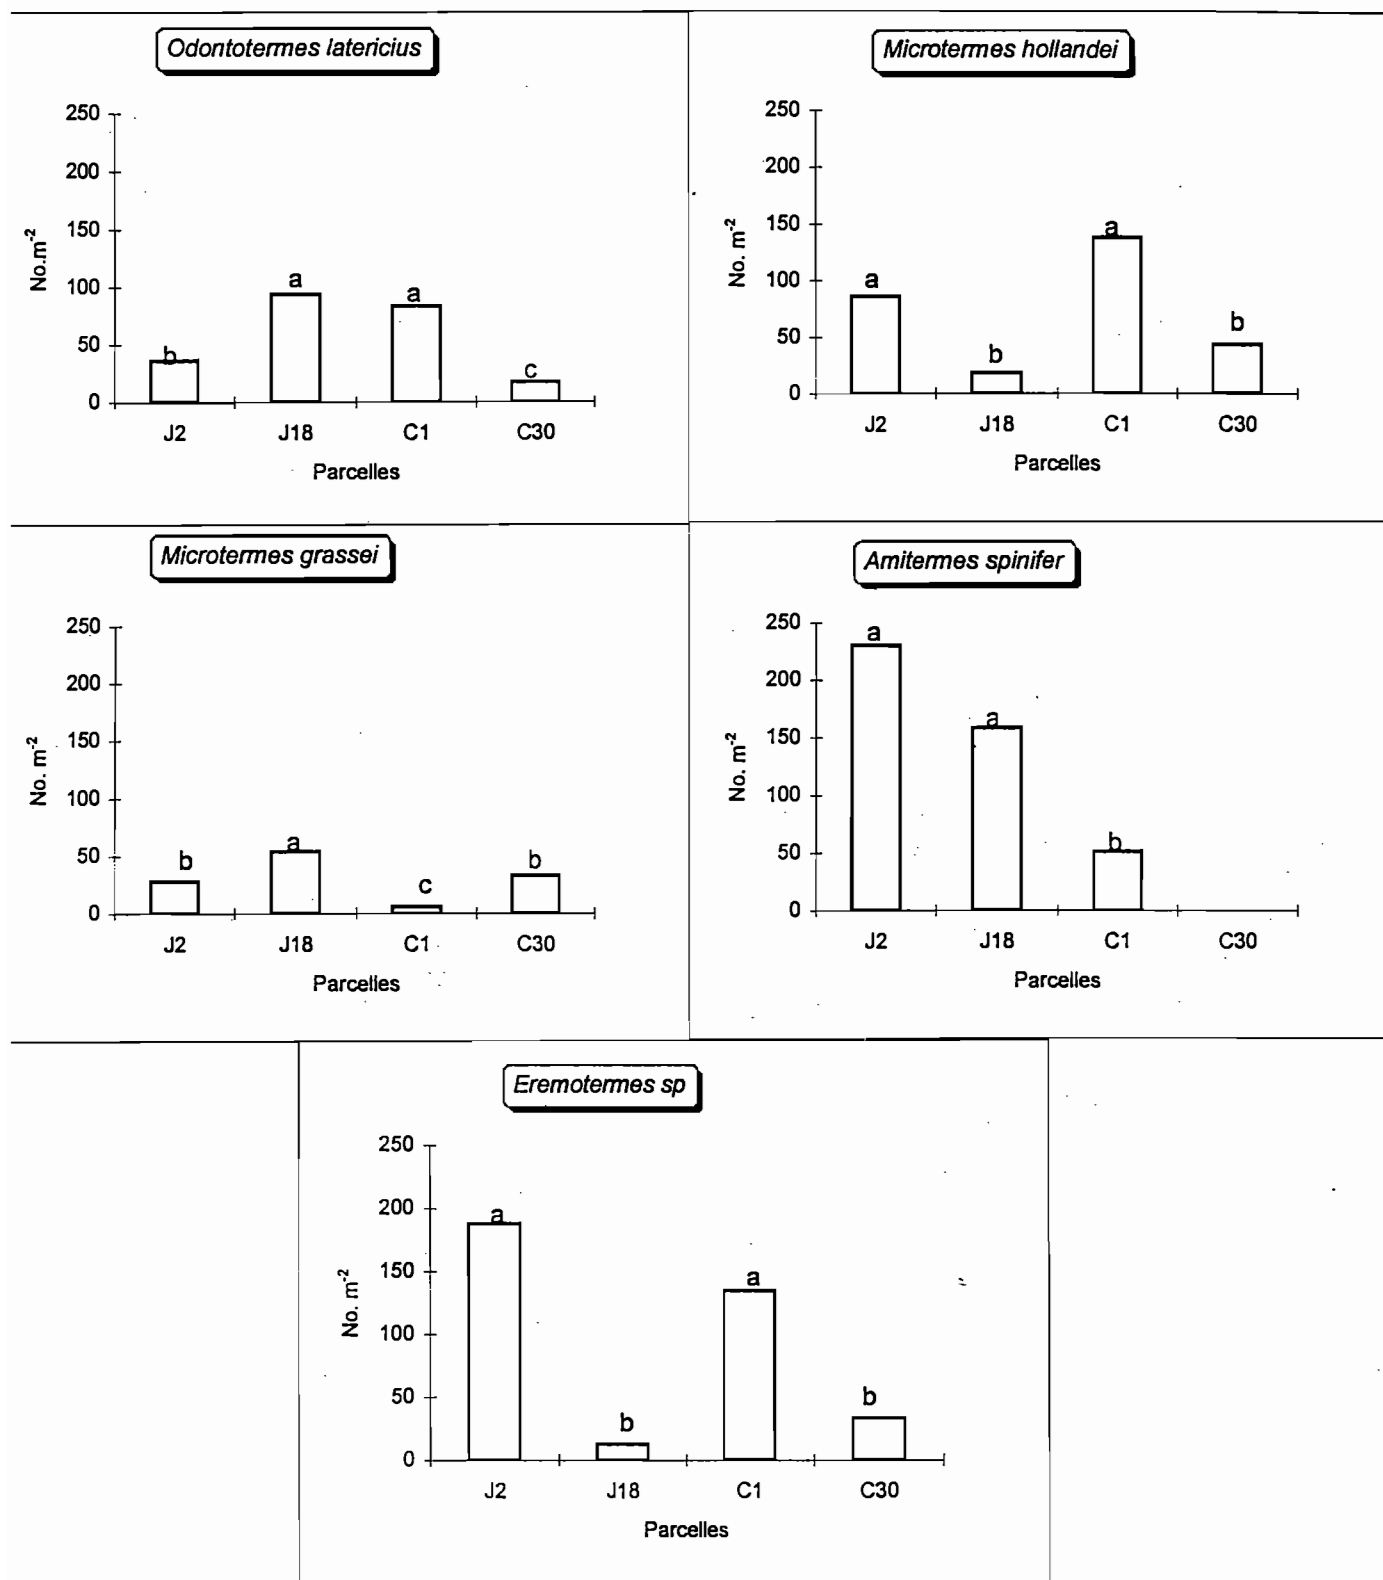 Odontotermes latericius
250
200
150
100
50
0
No.m-2
b
a
a
c
J2 J18 C1 C30
Parcelles
Microtermes hollandei
250
200
150
100
50
0
No. m-2
a
b
a
b
J2 J18 C1 C30
Parcelles
Microtermes grassei
250
200
150
100
50
0
No. m-2
b
a
c
b
J2 J18 C1 C30
Parcelles
Amitermes spinifer
250
200
150
100
50
0
No. m-2
a
a
b
J2 J18 C1 C30
Parcelles
Eremotermes sp
250
200
150
100
50
0
No. m-2
a
b
a
b
J2 J18 C1 C30
Parcelles